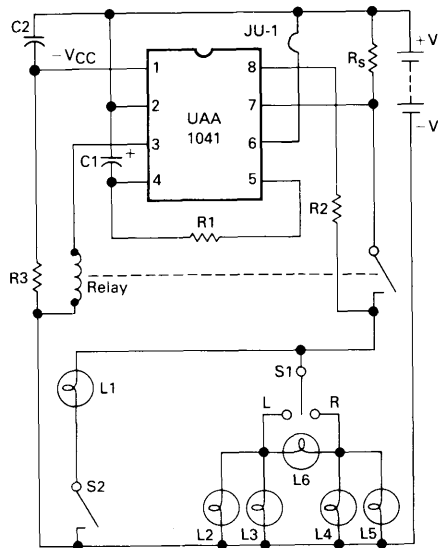 C2
JU-1
+V
−VCC
1
8
RS
2
UAA
1041
7
3
6
C1
+
4
5
−V
R1
R2
R3
Relay
L1
S1
L
R
L6
S2
L2
L3
L4
L5